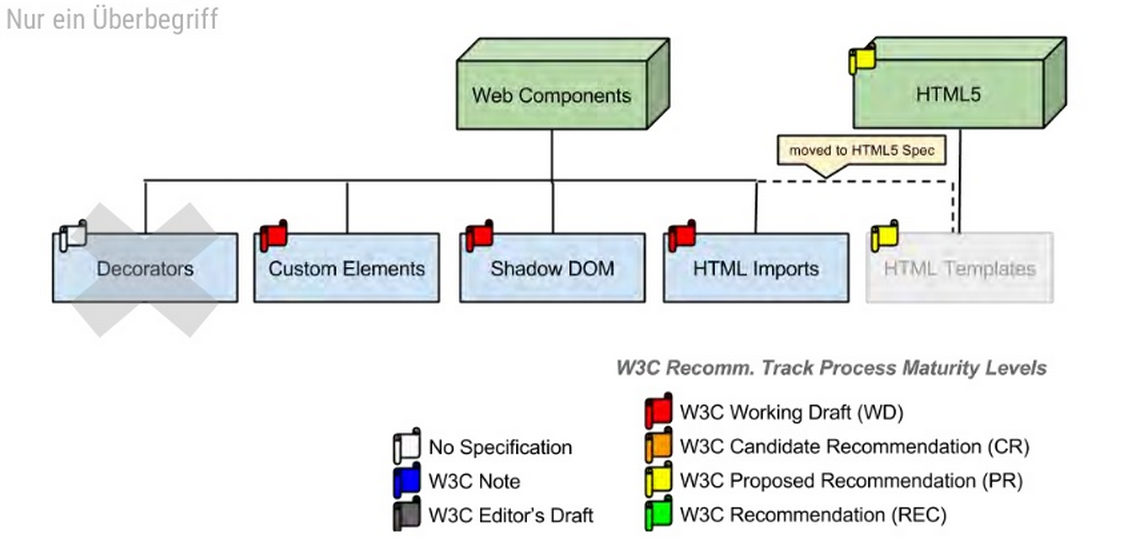 Nur ein Überbegriff
Web Components
HTML5
moved to HTML5 Spec
Decorators
Custom Elements
Shadow DOM
HTML Imports
HTML Templates
W3C Recomm. Track Process Maturity Levels
No Specification
W3C Note
W3C Editor's Draft
W3C Working Draft (WD)
W3C Candidate Recommendation (CR)
W3C Proposed Recommendation (PR)
W3C Recommendation (REC)